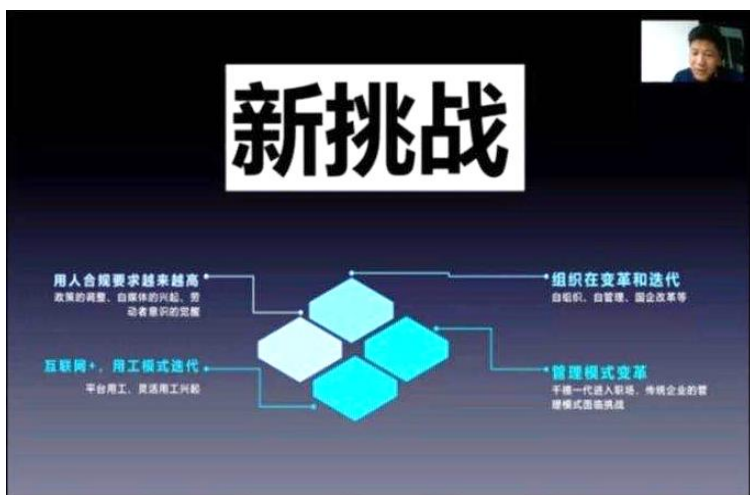 新挑战
用人合规要求越来越高
政策的调整、自媒体的兴起、劳
动者意识的觉醒
互联网+，用工模式迭代
平台用工、灵活用工兴起
组织在变革和迭代
自组织、自管理、国企改革等
管理模式变革
千禧一代进入职场，传统企业的管
理模式面临挑战